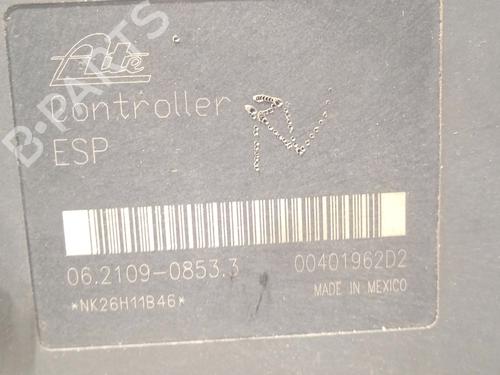 Ate
Controller
ESP
06.2109-0853.3 00401962D2
*NK26H11B46* MADE IN MEXICO
B-PARTS